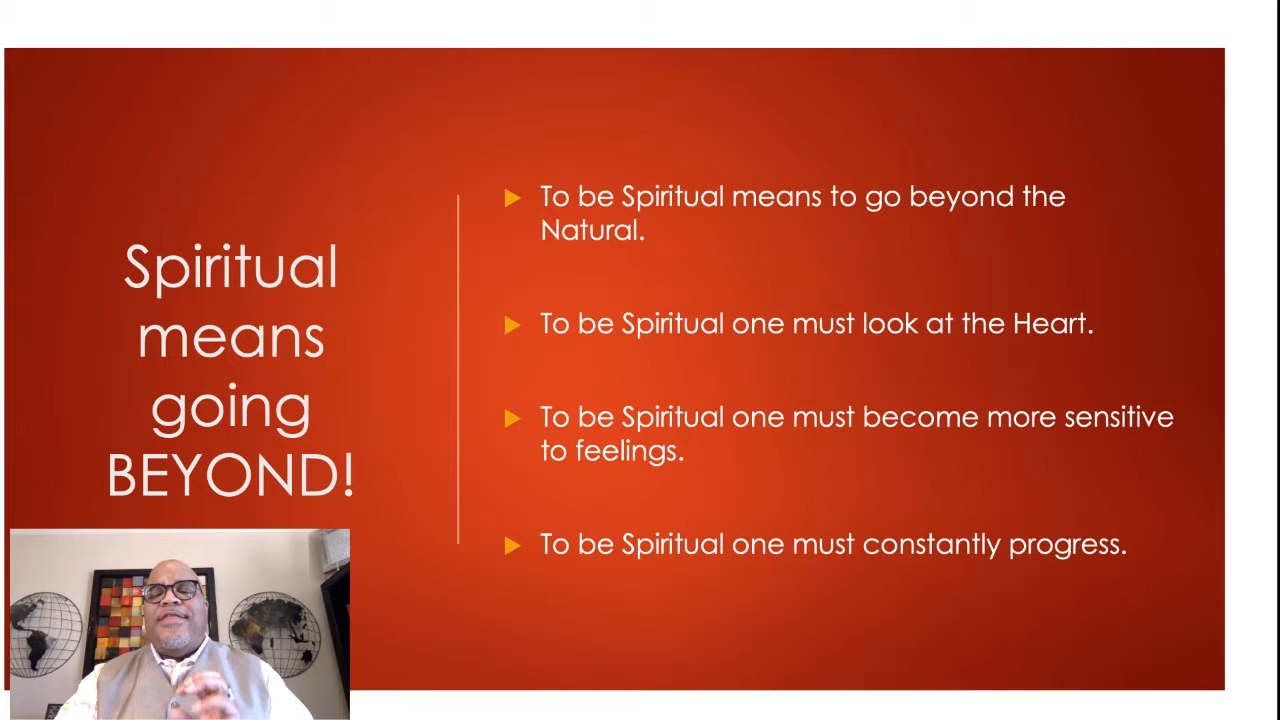 Spiritual
means
going
BEYOND!
To be Spiritual means to go beyond the
Natural.
To be Spiritual one must look at the Heart.
To be Spiritual one must become more sensitive
to feelings.
To be Spiritual one must constantly progress.